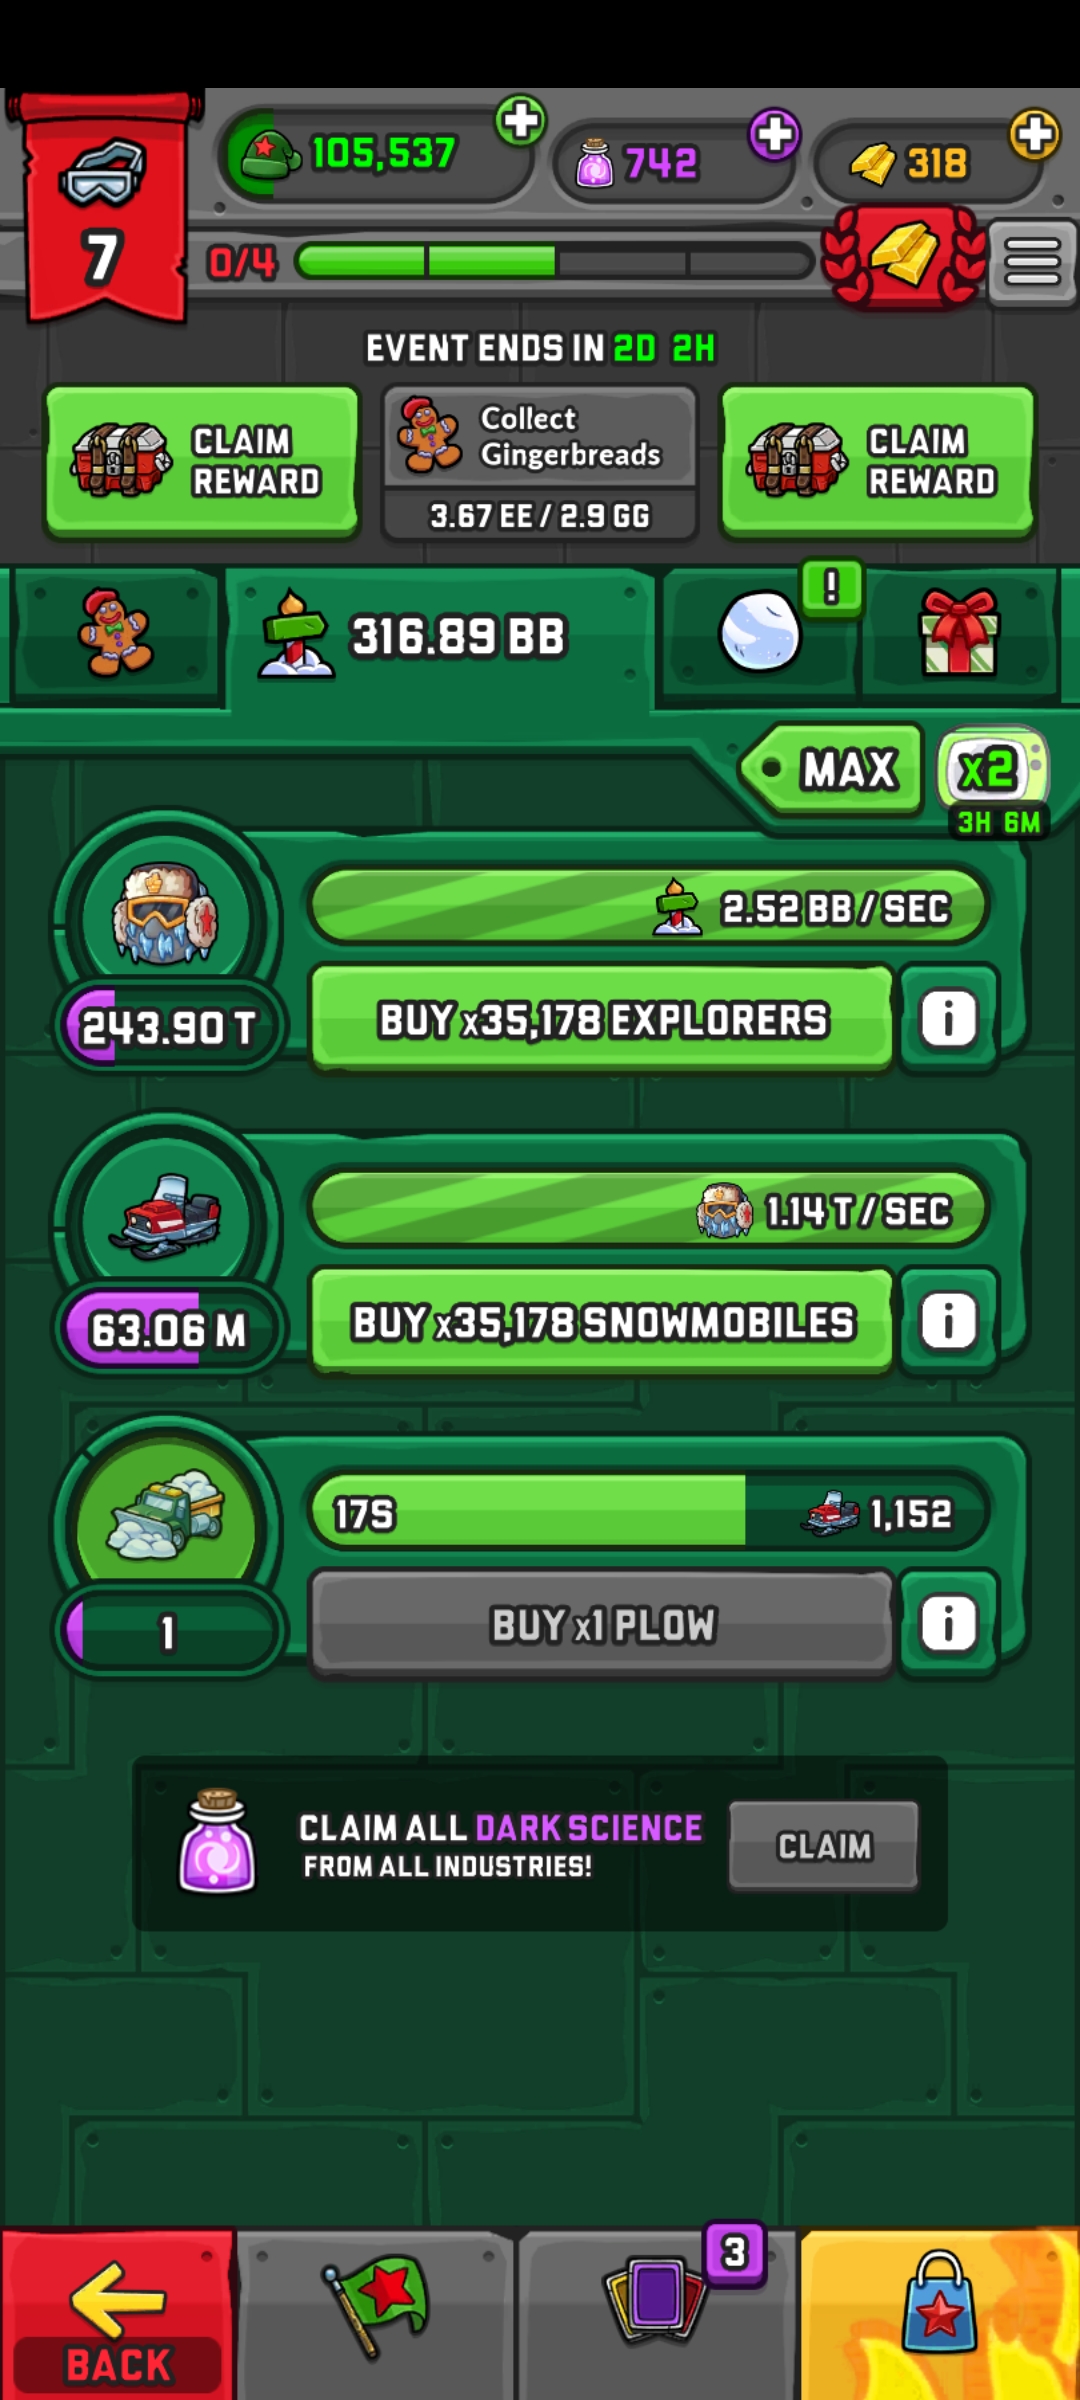 105,537
742
318
7
0/4
EVENT ENDS IN 2D 2H
CLAIM
REWARD
Collect
Gingerbreads
3.67 EE / 2.9 GG
CLAIM
REWARD
316.89 BB
!
MAX
x2
3H 6M
2.52 BB / SEC
243.90 T
BUY x35,178 EXPLORERS
i
1.14 T / SEC
63.06 M
BUY x35,178 SNOWMOBILES
i
17S
1,152
1
BUY x1 PLOW
i
CLAIM ALL DARK SCIENCE
FROM ALL INDUSTRIES!
CLAIM
3
BACK